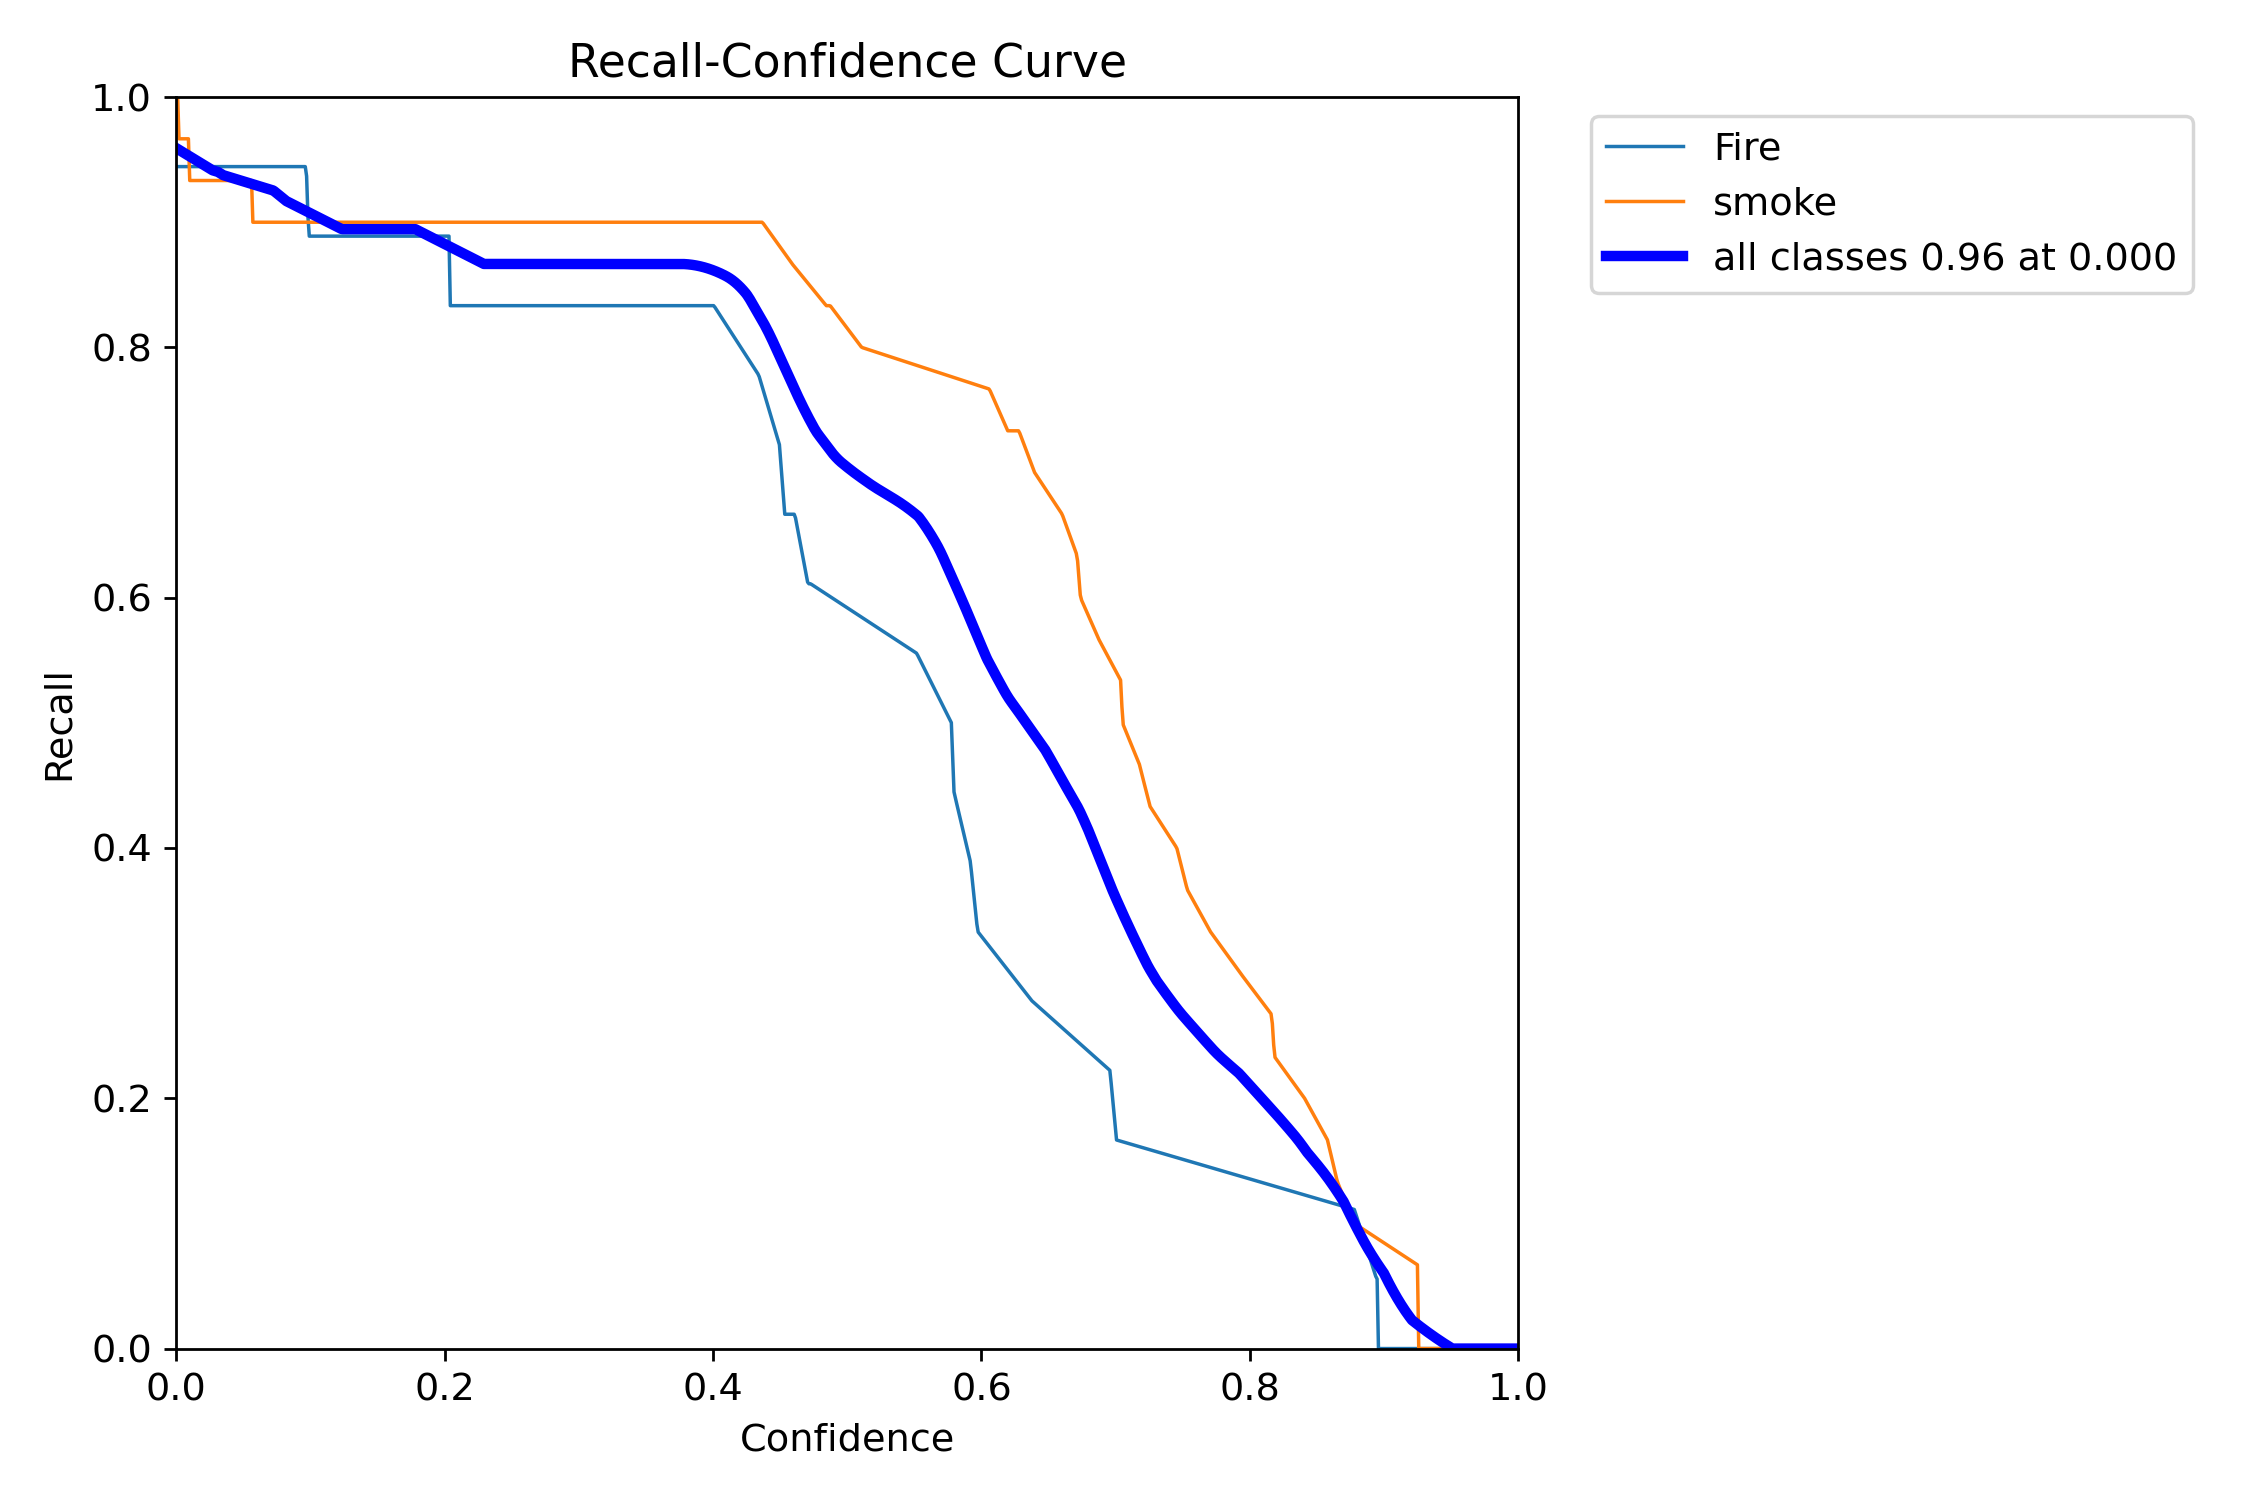 Recall-Confidence Curve
1.0
0.8
0.6
0.4
0.2
0.0
Recall
0.0 0.2 0.4 0.6 0.8 1.0
Confidence
Fire
smoke
all classes 0.96 at 0.000